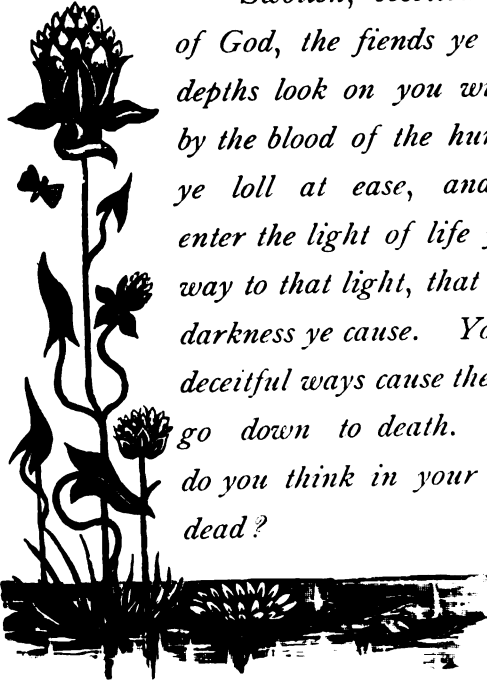 of God, the fiends ye
depths look on you
by the blood of the
ye loll at ease, and
enter the light of life
way to that light, that
darkness ye cause.
deceitful ways cause the
go down to death.
do you think in your
dead?